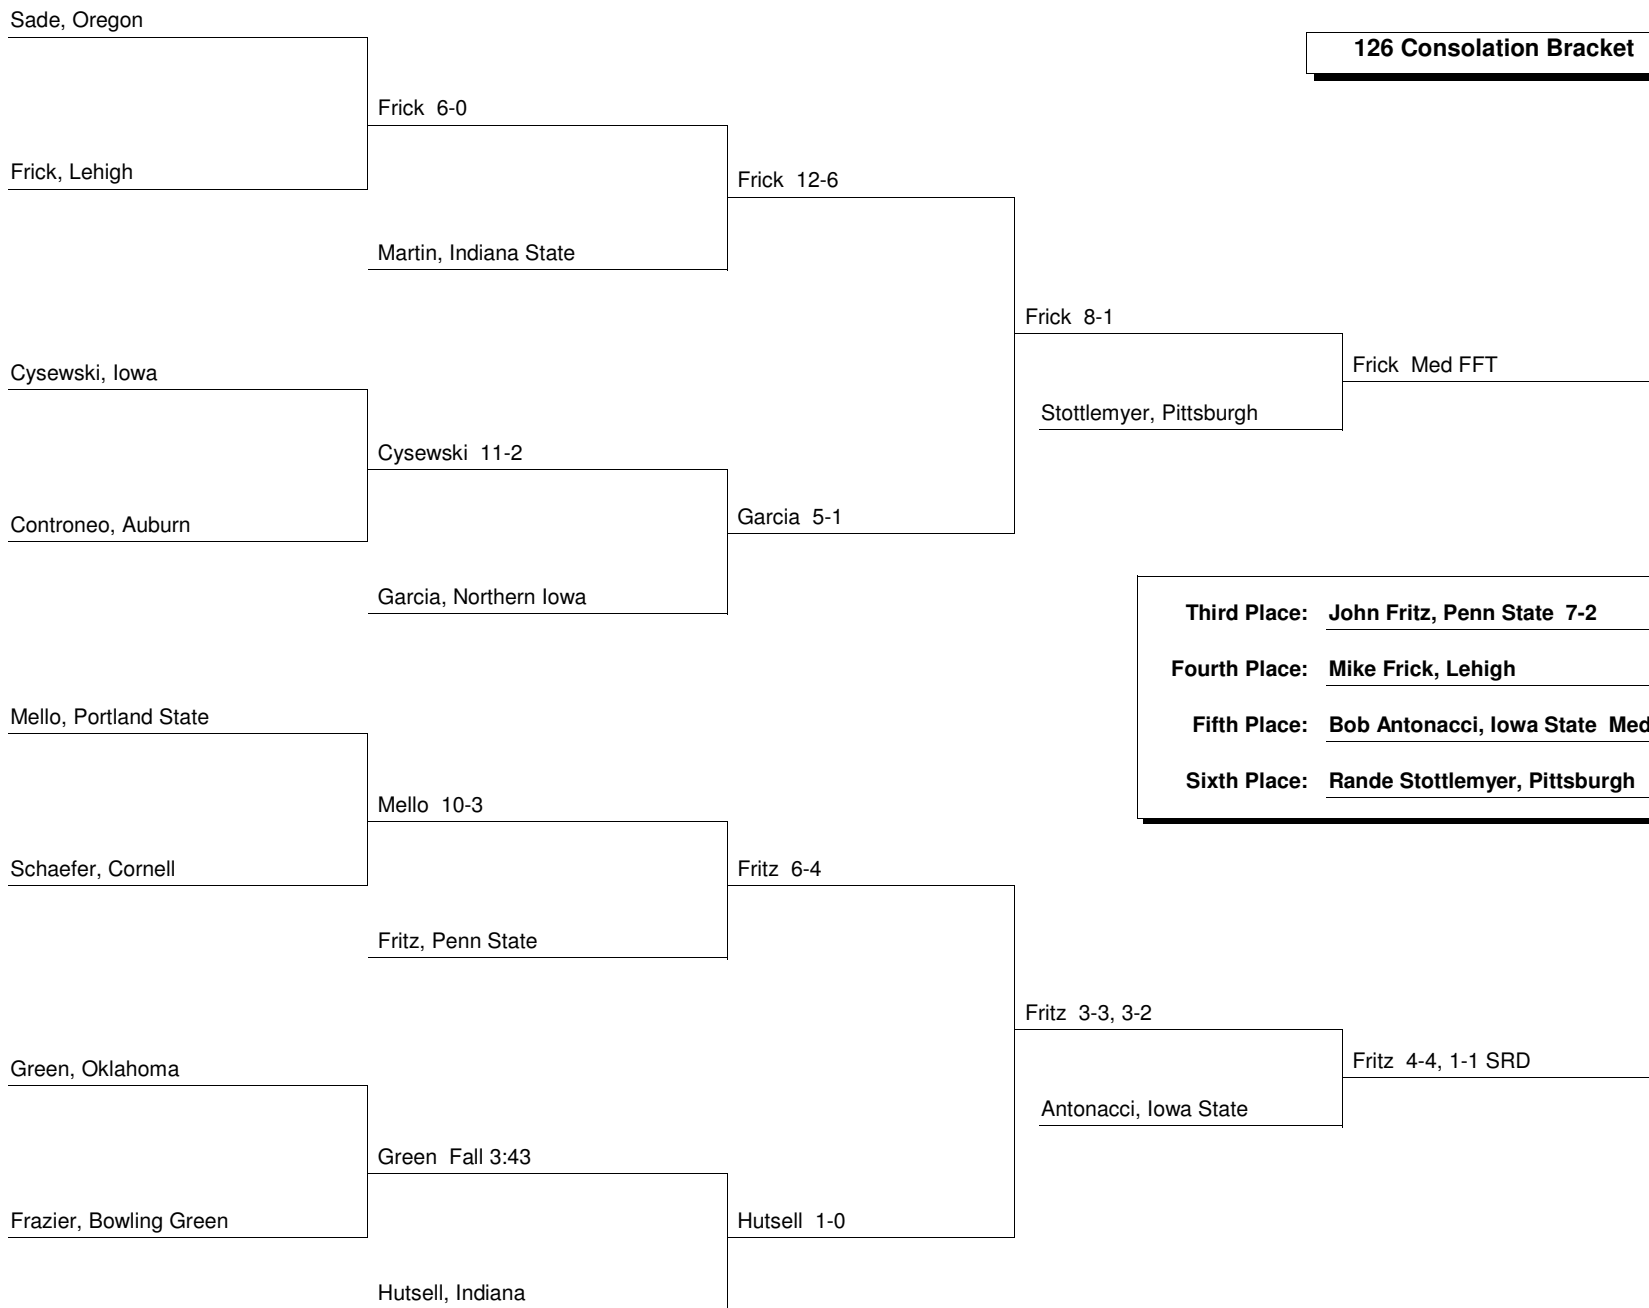 Sade, Oregon
126 Consolation Bracket
Frick  6-0
Frick, Lehigh
Frick  12-6
Martin, Indiana State
Frick  8-1
Cysewski, Iowa
Frick  Med FFT
Stottlemyer, Pittsburgh
Cysewski  11-2
Controneo, Auburn
Garcia  5-1
Garcia, Northern Iowa
Third Place: John Fritz, Penn State  7-2
Fourth Place: Mike Frick, Lehigh
Fifth Place: Bob Antonacci, Iowa State  Med
Sixth Place: Rande Stottlemyer, Pittsburgh
Mello, Portland State
Mello  10-3
Schaefer, Cornell
Fritz  6-4
Fritz, Penn State
Fritz  3-3, 3-2
Green, Oklahoma
Fritz  4-4, 1-1 SRD
Antonacci, Iowa State
Green  Fall 3:43
Frazier, Bowling Green
Hutsell  1-0
Hutsell, Indiana